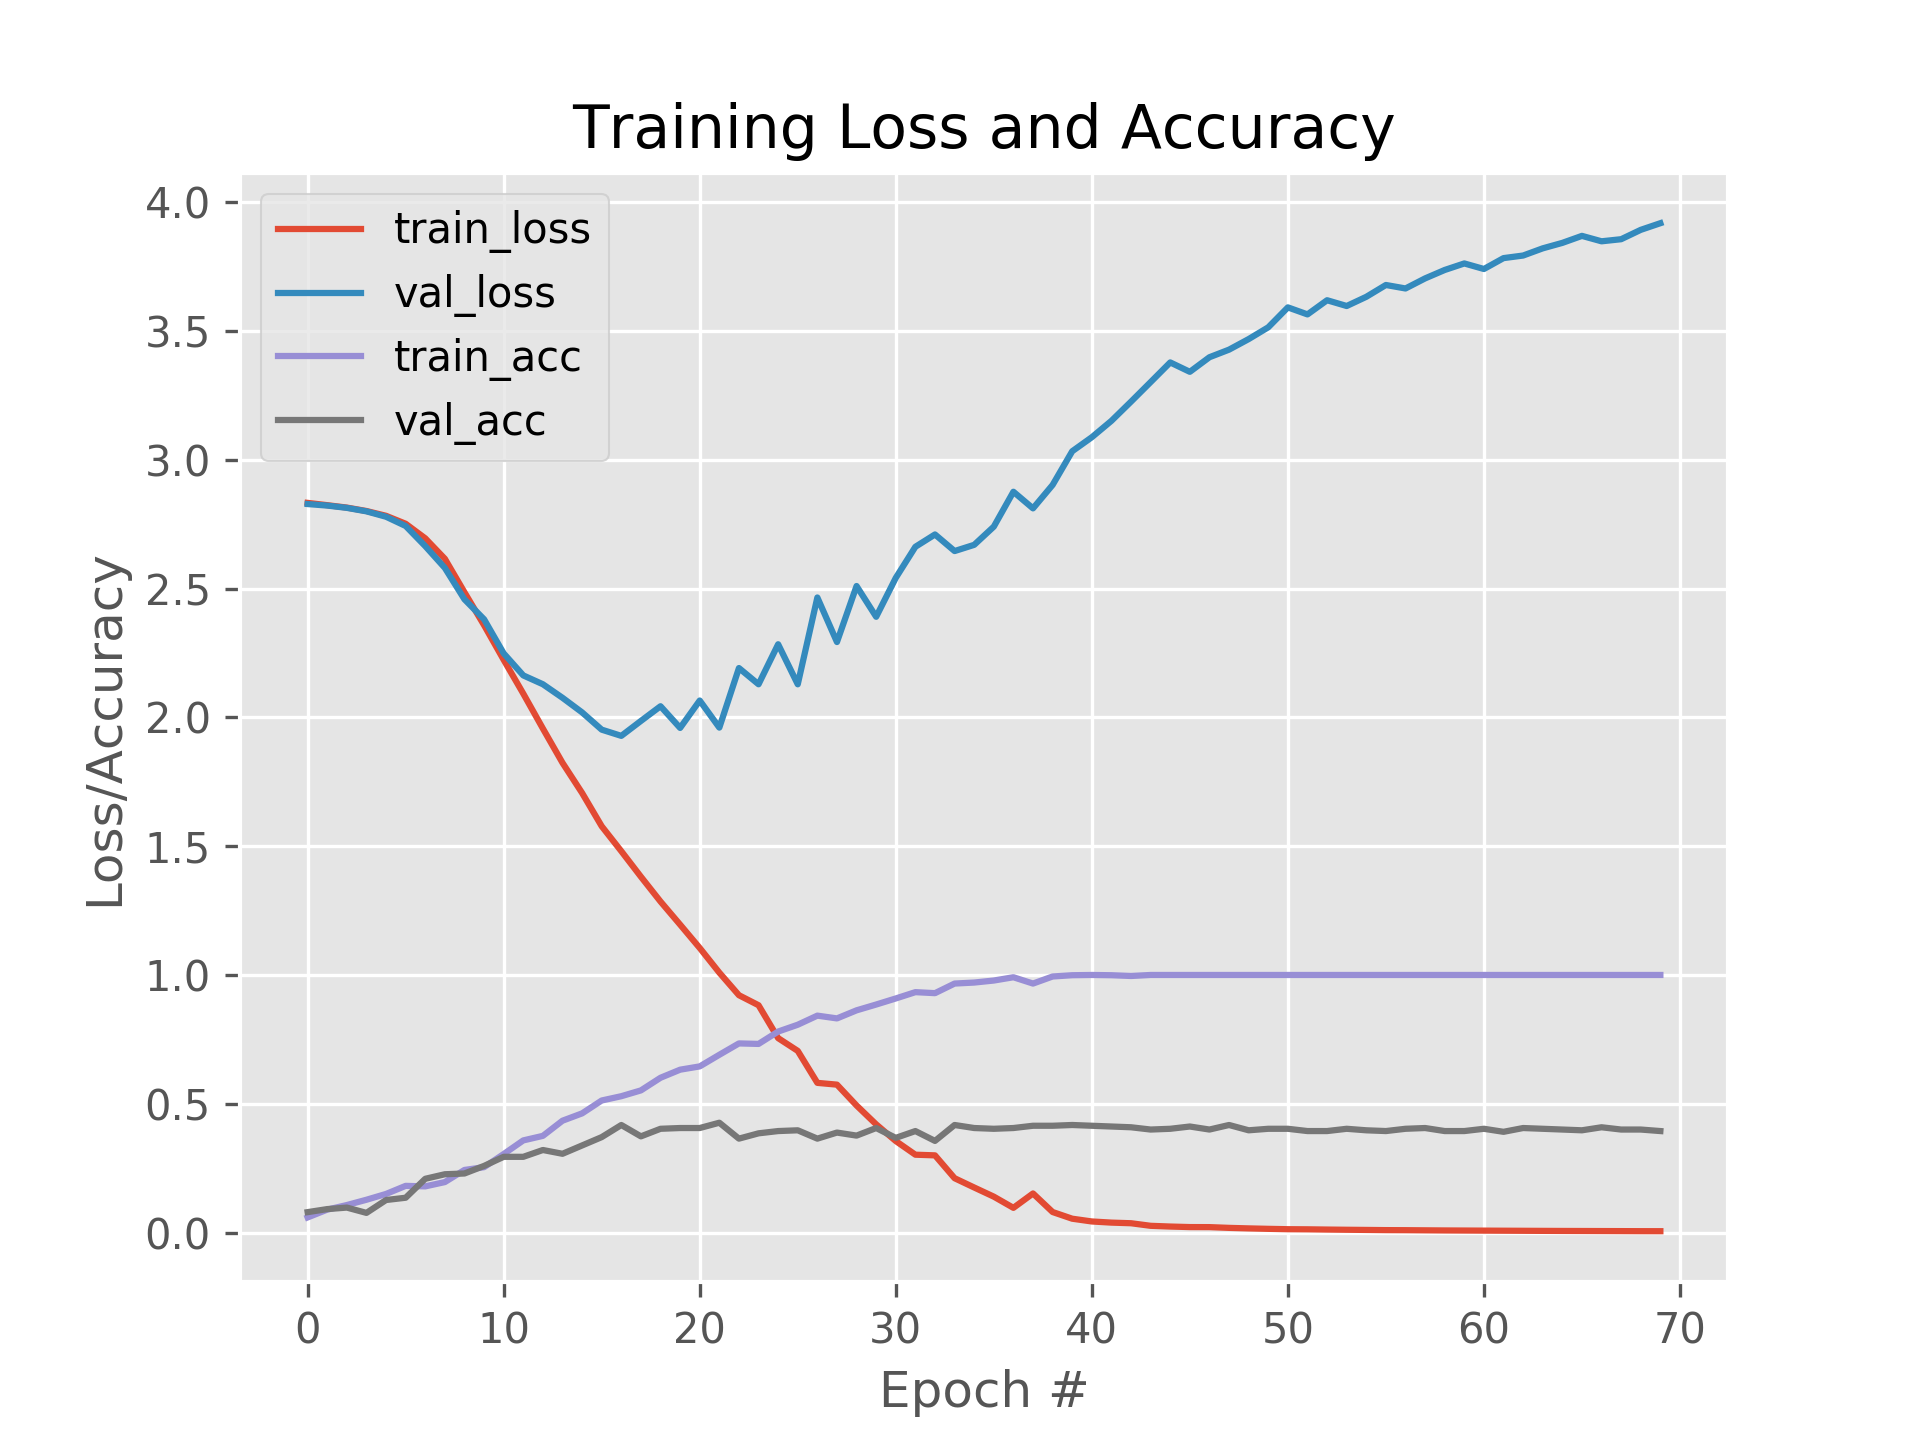 Training Loss and Accuracy
train_loss
val_loss
train_acc
val_acc
4.0
3.5
3.0
2.5
2.0
1.5
1.0
0.5
0.0
Loss/Accuracy
0 10 20 30 40 50 60 70
Epoch #